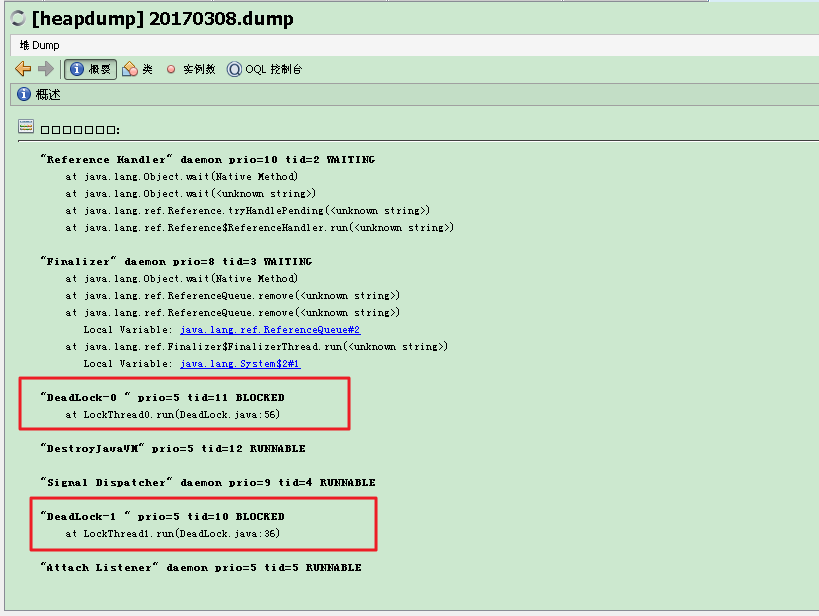 [heapdump] 20170308.dump
堆 Dump
概要 类 实例数 OQL 控制台
概述
□□□□□□□:
"Reference Handler" daemon prio=10 tid=2 WAITING
at java.lang.Object.wait(Native Method)
at java.lang.Object.wait(<unknown string>)
at java.lang.ref.Reference.tryHandlePending(<unknown string>)
at java.lang.ref.Reference$ReferenceHandler.run(<unknown string>)
"Finalizer" daemon prio=8 tid=3 WAITING
at java.lang.Object.wait(Native Method)
at java.lang.ref.ReferenceQueue.remove(<unknown string>)
at java.lang.ref.ReferenceQueue.remove(<unknown string>)
Local Variable: java.lang.ref.ReferenceQueue#2
at java.lang.ref.Finalizer$FinalizerThread.run(<unknown string>)
Local Variable: java.lang.System$2#1
"DeadLock-0 " prio=5 tid=11 BLOCKED
at LockThread0.run(DeadLock.java:56)
"DestroyJavaVM" prio=5 tid=12 RUNNABLE
"Signal Dispatcher" daemon prio=9 tid=4 RUNNABLE
"DeadLock-1 " prio=5 tid=10 BLOCKED
at LockThread1.run(DeadLock.java:36)
"Attach Listener" daemon prio=5 tid=5 RUNNABLE